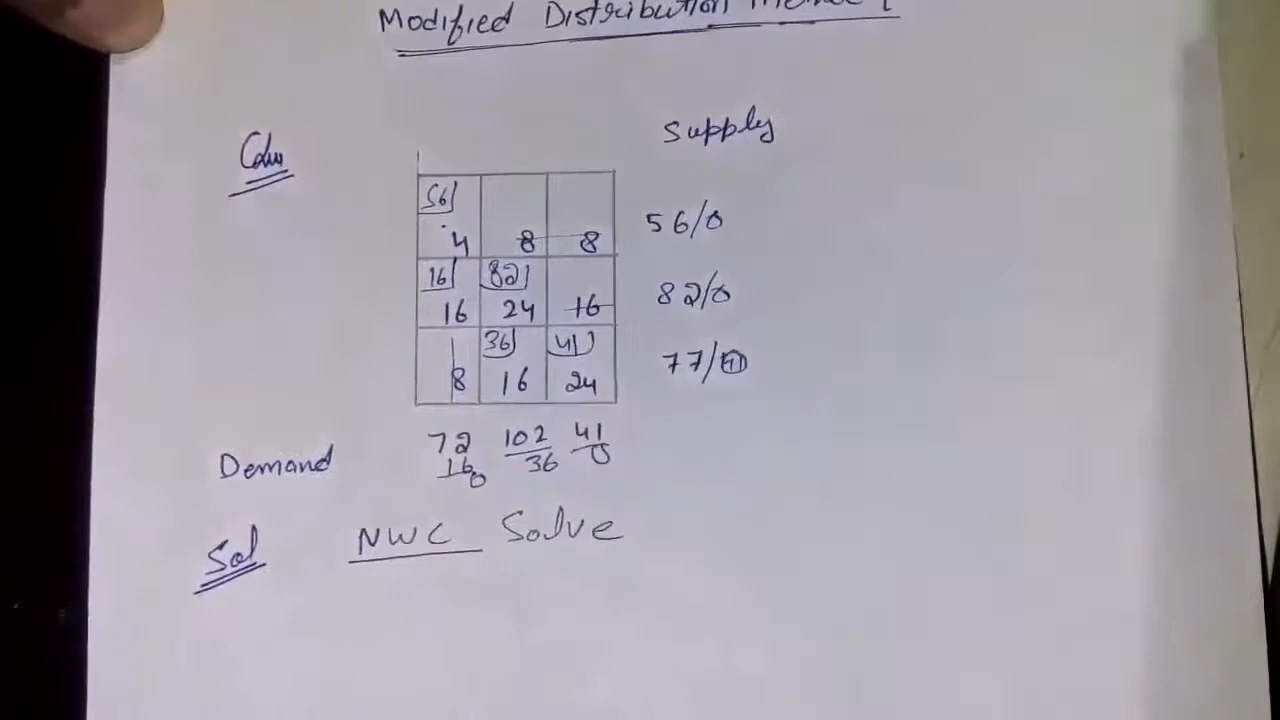 Modified Distribution
Supply
56
4 8 8 56/0
16 82
16 24 16 82/0
36 41
8 16 24 77/41
Demand 72 102 41
16 36 0
0
Sol NWC Solve